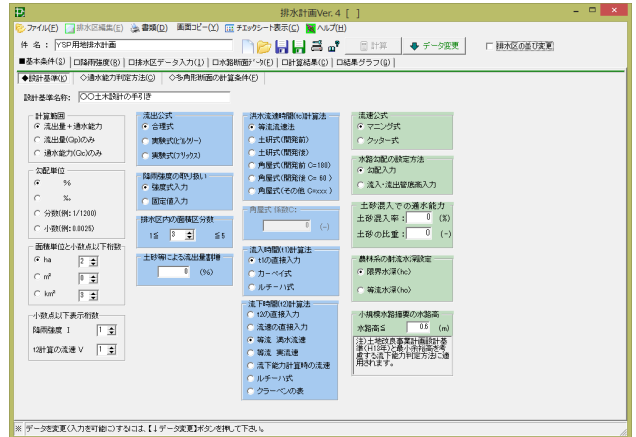 排水計画Ver.4 [ ]
ファイル(F) 排水区編集(E) 書類(D) 画面コピー(Y) チェックシート表示(C) ヘルプ(H)
件 名： YSP用地排水計画 計算 データ変更 排水区の並び変更
■基本条件(S) □降雨強度(R) □排水区データ入力(I) □水路断面データ(F) □計算結果(G) □結果グラフ(G)
◆設計基準(K) ◇通水能力判定方法(C) ◇多角形断面の計算条件(F)
設計基準名称: 〇〇土木設計の手引き
計算範囲
流出量＋通水能力
流出量(Qp)のみ
通水能力(Qc)のみ
勾配単位
%
‰
分数(例:1/1200)
小数(例:0.0025)
面積単位と小数点以下桁数
ha 2
m² 0
km² 3
小数点以下表示桁数
降雨強度 I 1
t2計算の流速 V 1
流出公式
合理式
実験式(ビルクリー)
実験式(ブリックス)
降雨強度の取り扱い
強度式入力
固定値入力
排水区内の面積区分数
1≦ 3 ≦5
土砂等による流出量割増
0 (%)
洪水流達時間(tc)計算法
等流流速法
土研式(開発前)
土研式(開発後)
角屋式(開発前 C=180)
角屋式(開発後 C= 60 )
角屋式(その他 C=xxx )
角屋式 係数C:
0 (-)
流入時間(t1)計算法
t1の直接入力
カーベイ式
ルチーハ式
流下時間(t2)計算法
t2の直接入力
流速の直接入力
等流 満水流速
等流 実流速
流下能力計算時の流速
ルチーハ式
クラーベンの表
流速公式
マニング式
クッター式
水路勾配の設定方法
勾配入力
流入・流出管底高入力
土砂混入での通水能力
土砂混入率： 0 (%)
土砂の比重： 0 (-)
農林系の射流水深設定
限界水深(hc)
等流水深(ho)
小規模水路擁要の水路高
水路高≦ 0.6 (m)
注)土地改良事業計画設計基
準(H13年)と最小余裕高を考
慮する流下能力判定方法に適
用されます。
※ データを変更(入力を可能に)するには、【↓データ変更】ボタンを押して下さい。